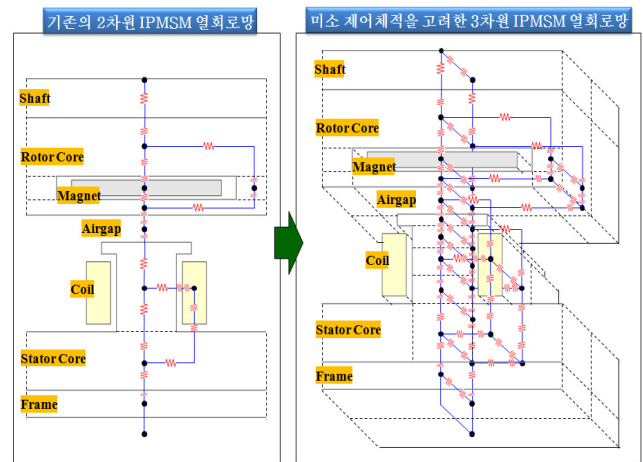 기존의 2차원 IPMSM 열회로망
Shaft
Rotor Core
Magnet
Airgap
Coil
Stator Core
Frame
미소 제어체적을 고려한 3차원 IPMSM 열회로망
Shaft
Rotor Core
Magnet
Airgap
Coil
Stator Core
Frame